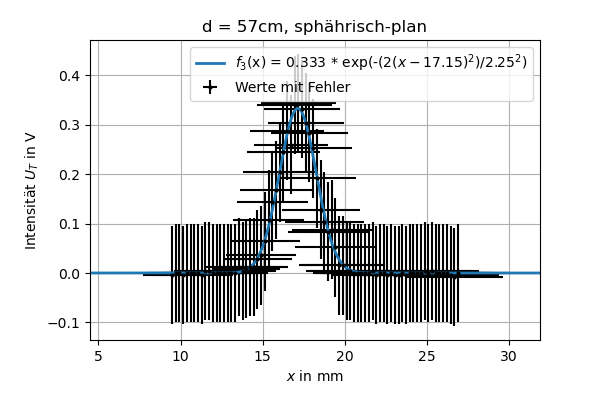 d = 57cm, sphährisch-plan
f₃(x) = 0.333 * exp(-(2(x − 17.15)²)/2.25²)
Werte mit Fehler
Intensität U_T in V
0.4
0.3
0.2
0.1
0.0
−0.1
5 10 15 20 25 30
x in mm